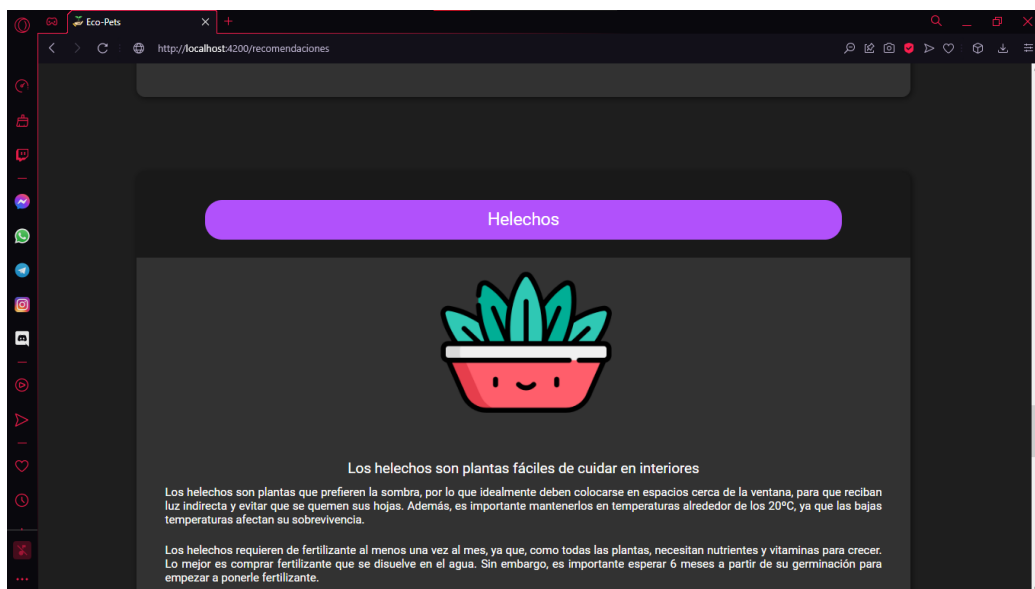 Eco-Pets
http://localhost:4200/recomendaciones
Helechos
Los helechos son plantas fáciles de cuidar en interiores
Los helechos son plantas que prefieren la sombra, por lo que idealmente deben colocarse en espacios cerca de la ventana, para que reciban
luz indirecta y evitar que se quemen sus hojas. Además, es importante mantenerlos en temperaturas alrededor de los 20ºC, ya que las bajas
temperaturas afectan su sobrevivencia.
Los helechos requieren de fertilizante al menos una vez al mes, ya que, como todas las plantas, necesitan nutrientes y vitaminas para crecer.
Lo mejor es comprar fertilizante que se disuelve en el agua. Sin embargo, es importante esperar 6 meses a partir de su germinación para
empezar a ponerle fertilizante.